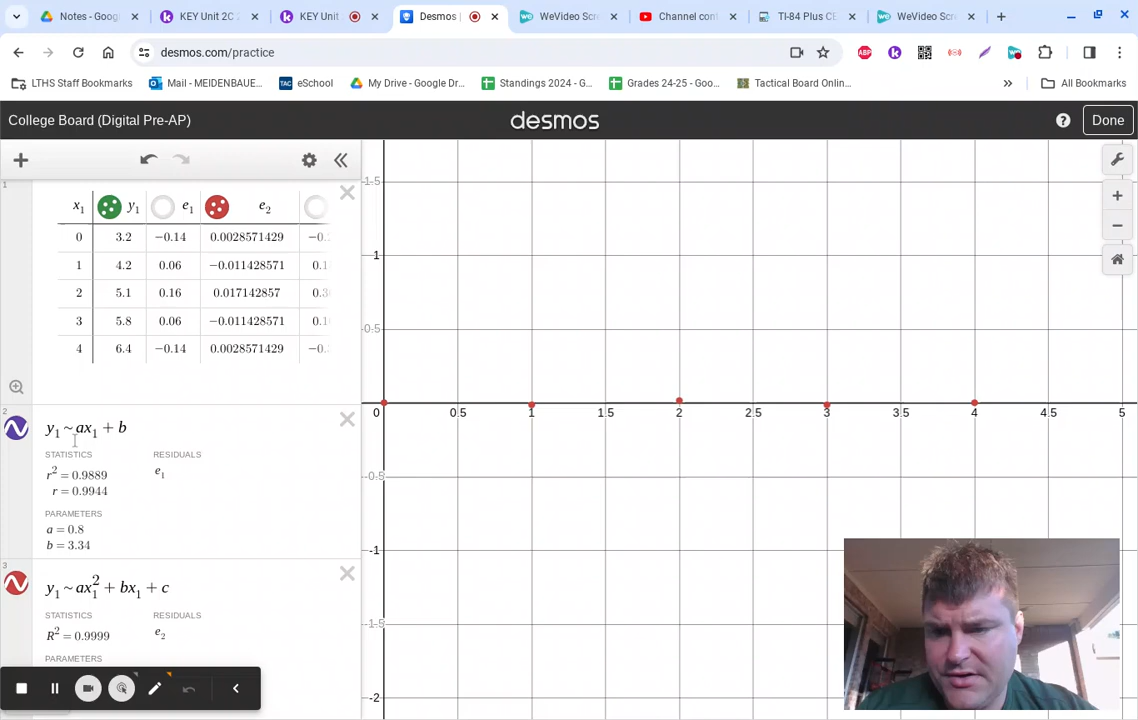 Notes - Goog
KEY Unit 2C
KEY Unit
Desmos
WeVideo Scre
Channel cont
TI-84 Plus CE
WeVideo Scre
desmos.com/practice
ABP
LTHS Staff Bookmarks
Mail - MEIDENBAUE...
TAC eSchool
My Drive - Google Dr...
Standings 2024 - G...
Grades 24-25 - Goo...
Tactical Board Onlin...
»
All Bookmarks
College Board (Digital Pre-AP)
desmos
Done
1
x₁ y₁ e₁ e₂
0 3.2 −0.14 0.0028571429
1 4.2 0.06 −0.011428571
2 5.1 0.16 0.017142857
3 5.8 0.06 −0.011428571
4 6.4 −0.14 0.0028571429
2
y₁ ~ ax₁ + b
STATISTICS RESIDUALS
r² = 0.9889 e₁
r = 0.9944
PARAMETERS
a = 0.8
b = 3.34
3
y₁ ~ ax₁² + bx₁ + c
STATISTICS RESIDUALS
R² = 0.9999 e₂
PARAMETERS
1.5
1
0.5
0 0.5 1 1.5 2 2.5 3 3.5 4 4.5 5
-0.5
-1
-1.5
-2